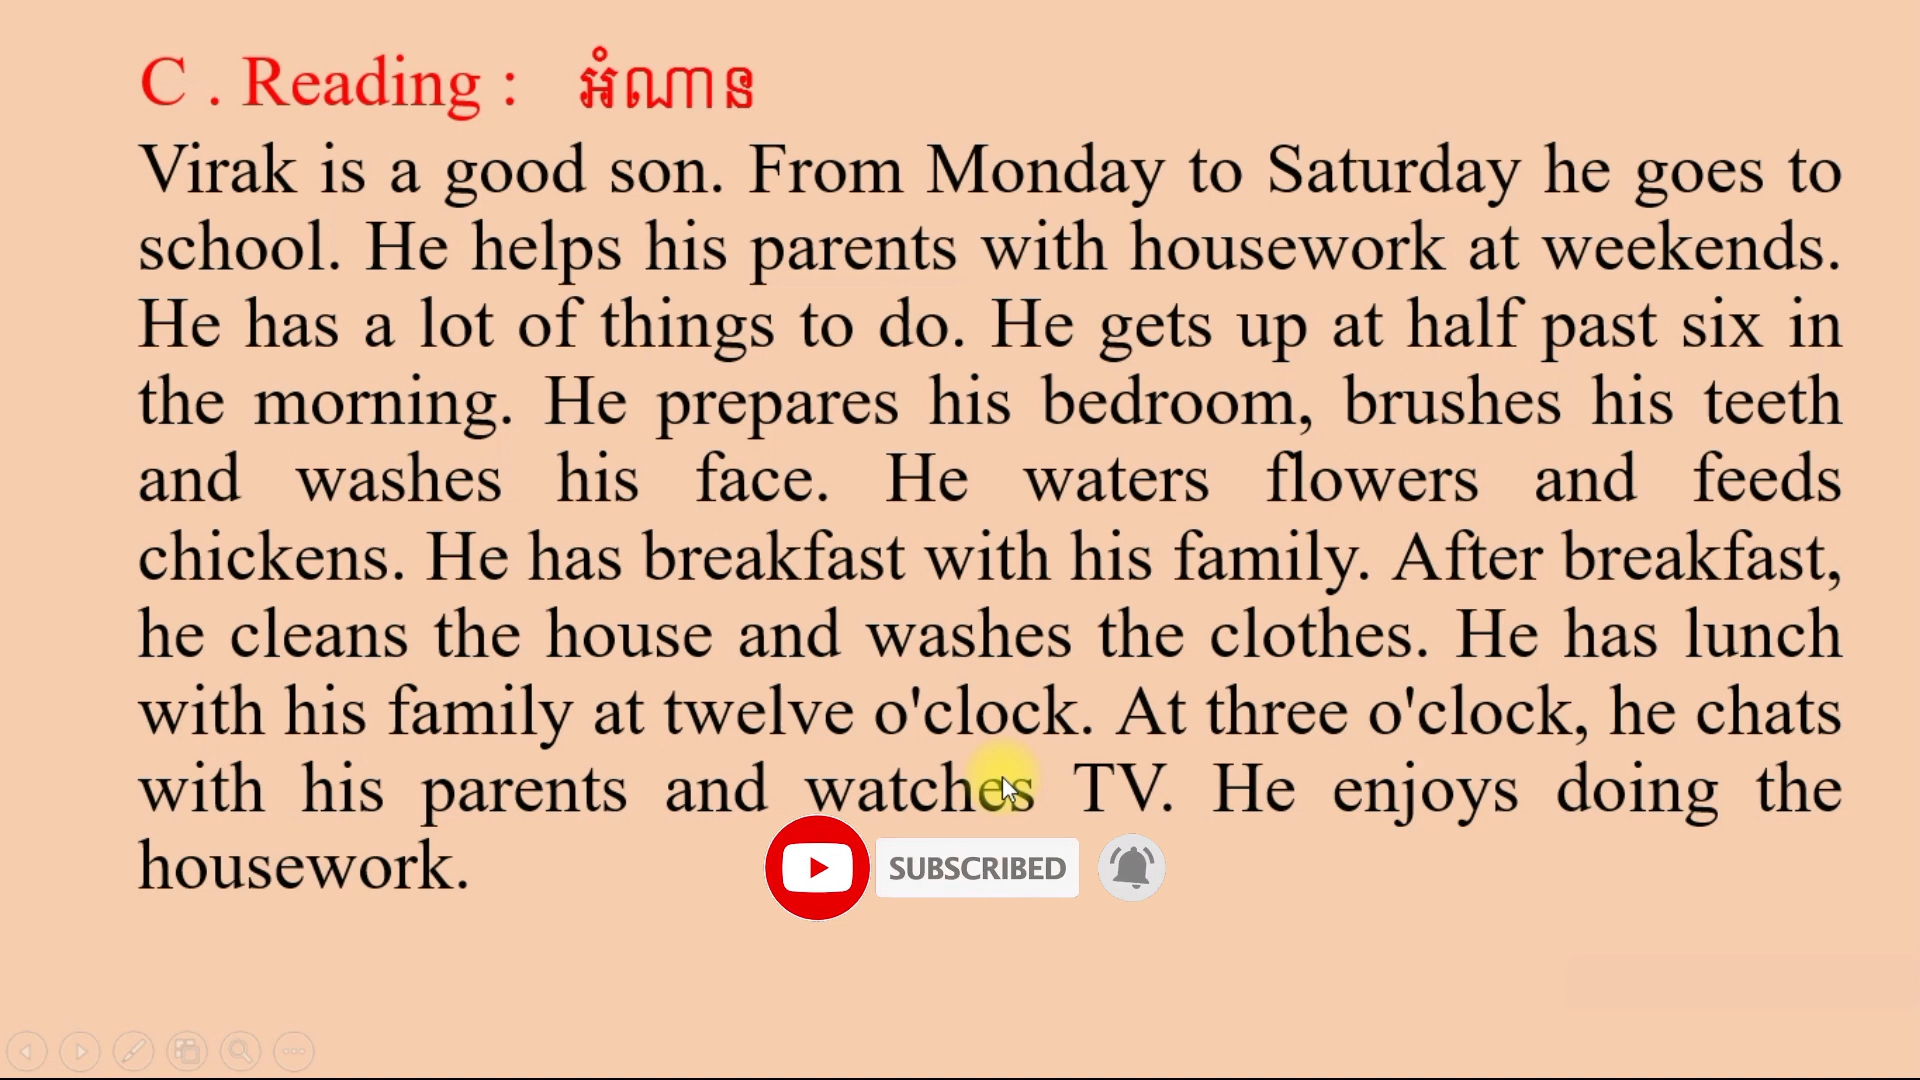 C . Reading : អំណាន
Virak is a good son. From Monday to Saturday he goes to
school. He helps his parents with housework at weekends.
He has a lot of things to do. He gets up at half past six in
the morning. He prepares his bedroom, brushes his teeth
and washes his face. He waters flowers and feeds
chickens. He has breakfast with his family. After breakfast,
he cleans the house and washes the clothes. He has lunch
with his family at twelve o'clock. At three o'clock, he chats
with his parents and watches TV. He enjoys doing the
housework.
SUBSCRIBED